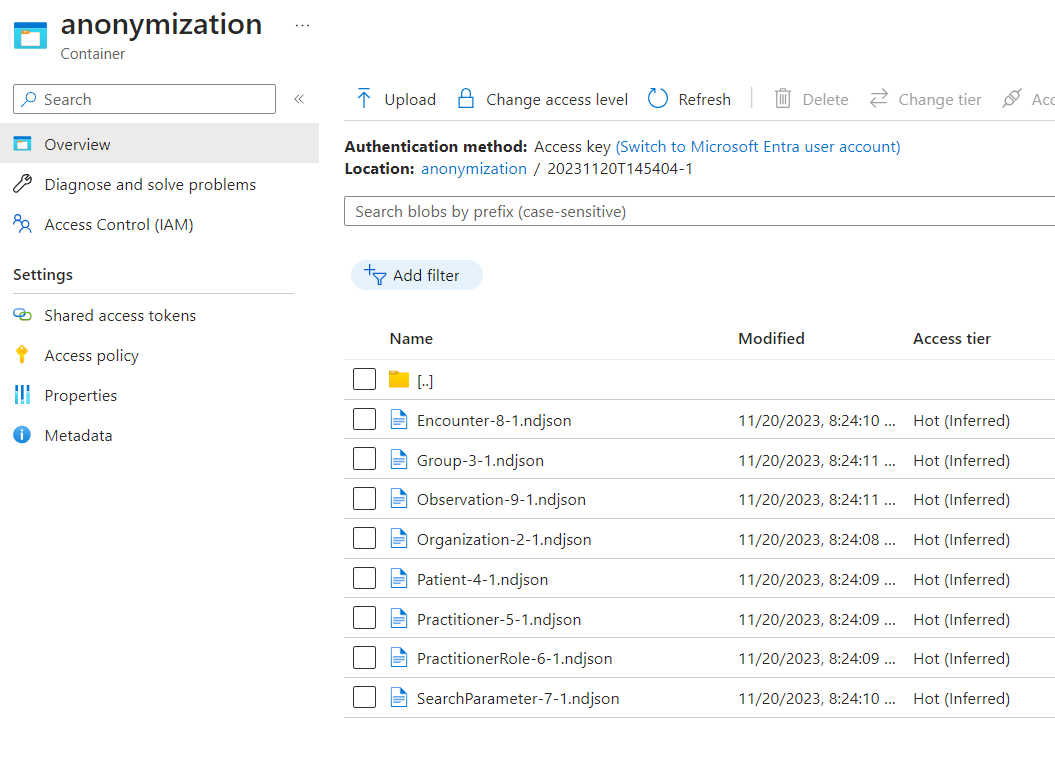 anonymization ...
Container
Search «
Upload Change access level Refresh Delete Change tier
Overview
Diagnose and solve problems
Access Control (IAM)
Settings
Shared access tokens
Access policy
Properties
Metadata
Authentication method: Access key (Switch to Microsoft Entra user account)
Location: anonymization / 20231120T145404-1
Search blobs by prefix (case-sensitive)
Add filter
Name Modified Access tier
[..]
Encounter-8-1.ndjson 11/20/2023, 8:24:10 ... Hot (Inferred)
Group-3-1.ndjson 11/20/2023, 8:24:11 ... Hot (Inferred)
Observation-9-1.ndjson 11/20/2023, 8:24:11 ... Hot (Inferred)
Organization-2-1.ndjson 11/20/2023, 8:24:08 ... Hot (Inferred)
Patient-4-1.ndjson 11/20/2023, 8:24:09 ... Hot (Inferred)
Practitioner-5-1.ndjson 11/20/2023, 8:24:09 ... Hot (Inferred)
PractitionerRole-6-1.ndjson 11/20/2023, 8:24:09 ... Hot (Inferred)
SearchParameter-7-1.ndjson 11/20/2023, 8:24:10 ... Hot (Inferred)